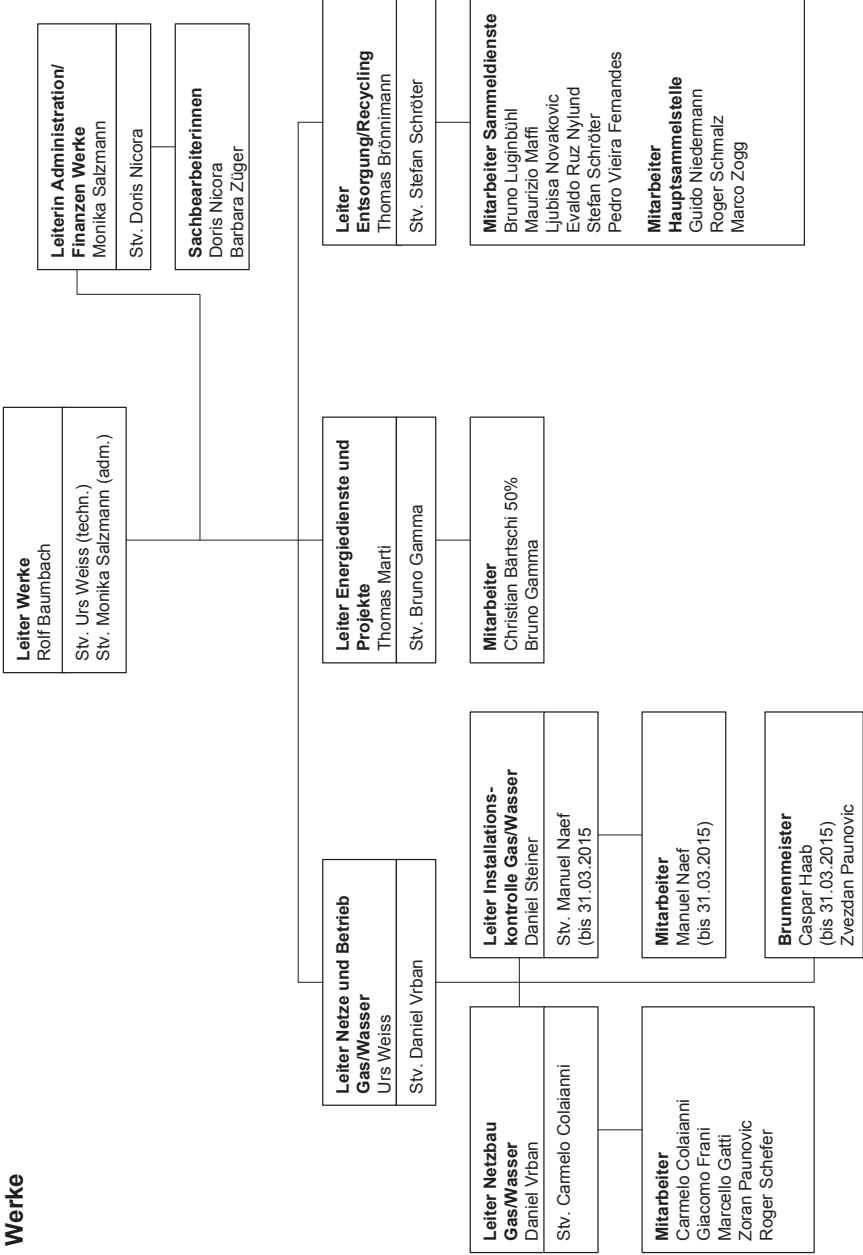 Werke
Leiter Werke
Rolf Baumbach
Stv. Urs Weiss (techn.)
Stv. Monika Salzmann (adm.)
Leiterin Administration/
Finanzen Werke
Monika Salzmann
Stv. Doris Nicora
Sachbearbeiterinnen
Doris Nicora
Barbara Züger
Leiter Netze und Betrieb
Gas/Wasser
Urs Weiss
Stv. Daniel Vrban
Leiter Netzbau
Gas/Wasser
Daniel Vrban
Stv. Carmelo Colaianni
Mitarbeiter
Carmelo Colaianni
Giacomo Frani
Marcello Gatti
Zoran Paunovic
Roger Schefer
Leiter Installations-
kontrolle Gas/Wasser
Daniel Steiner
Stv. Manuel Naef
(bis 31.03.2015
Mitarbeiter
Manuel Naef
(bis 31.03.2015)
Brunnenmeister
Caspar Haab
(bis 31.03.2015)
Zvezdan Paunovic
Leiter Energiedienste und
Projekte
Thomas Marti
Stv. Bruno Gamma
Mitarbeiter
Christian Bärtschi 50%
Bruno Gamma
Leiter
Entsorgung/Recycling
Thomas Brönnimann
Stv. Stefan Schröter
Mitarbeiter Sammeldienste
Bruno Luginbühl
Maurizio Maffi
Ljubisa Novakovic
Evaldo Ruz Nylund
Stefan Schröter
Pedro Vieira Fernandes
Mitarbeiter
Hauptsammelstelle
Guido Niedermann
Roger Schmalz
Marco Zogg